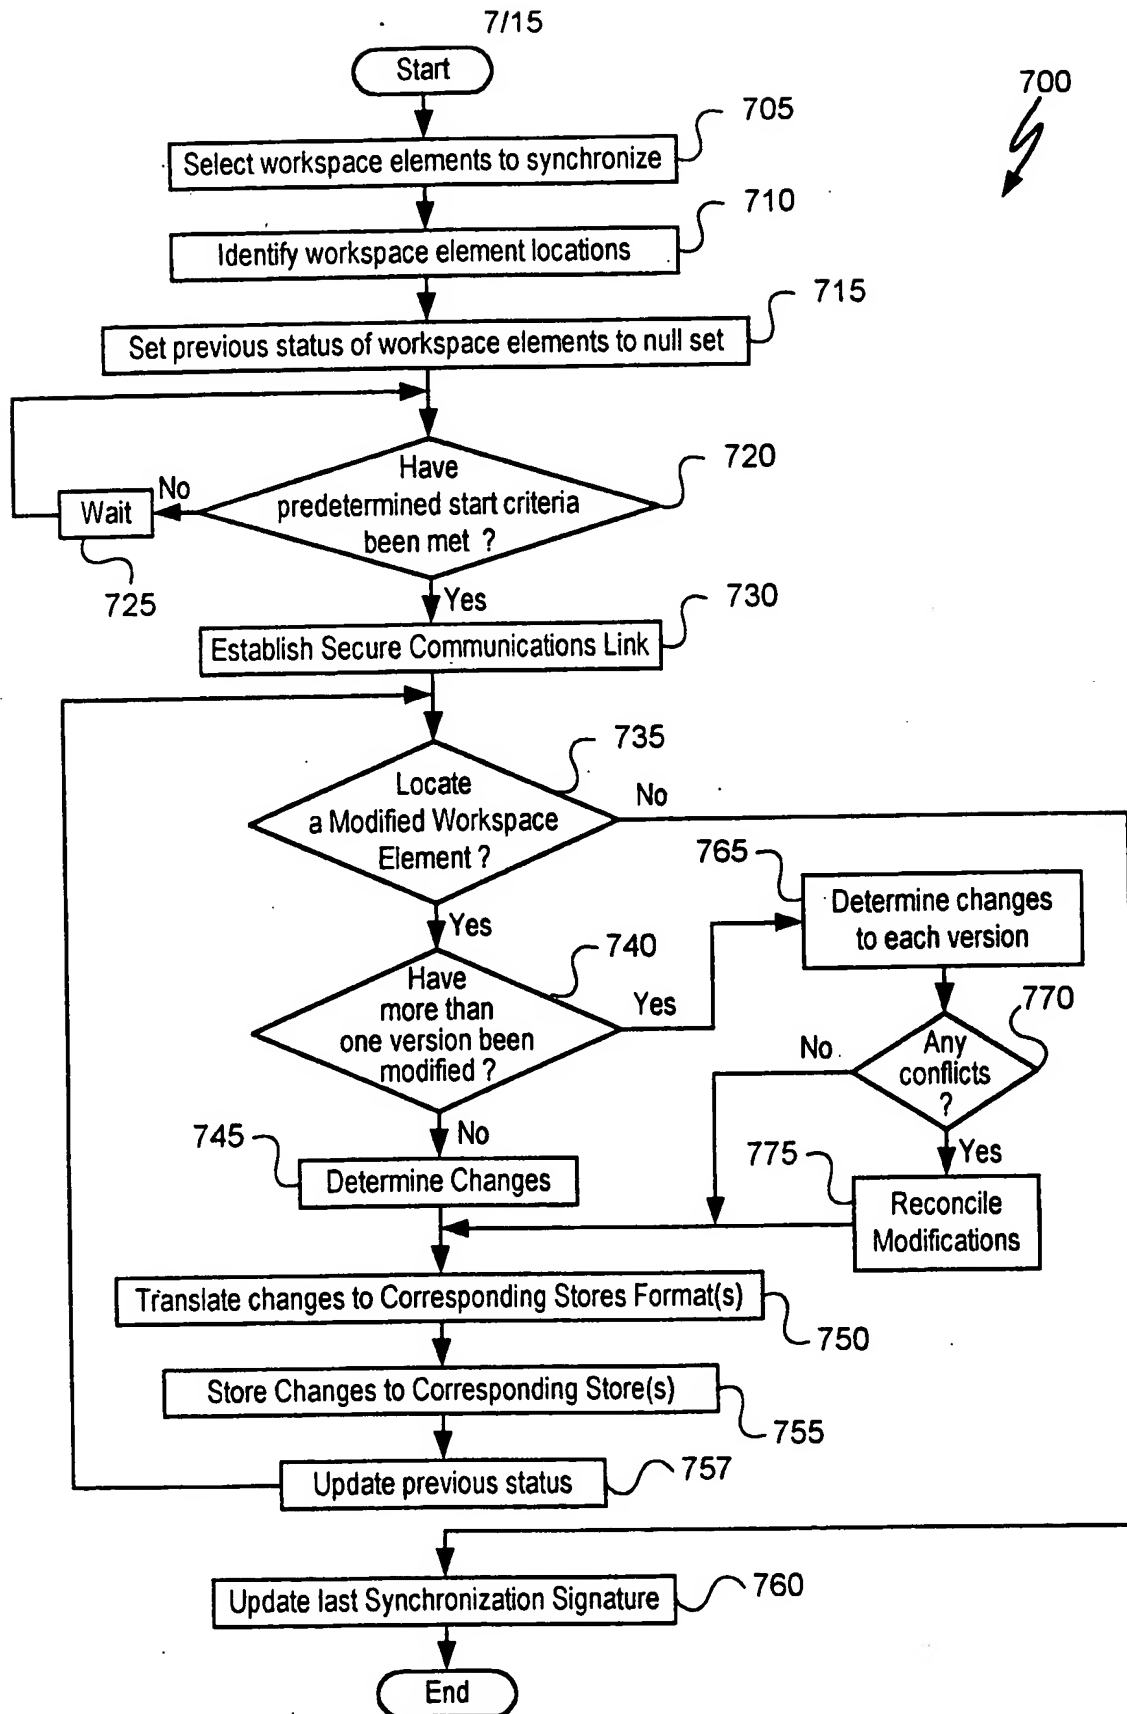 7/15
Start
700
705
Select workspace elements to synchronize
710
Identify workspace element locations
715
Set previous status of workspace elements to null set
720
Have
predetermined start criteria
been met ?
No
Wait
725
Yes
730
Establish Secure Communications Link
735
Locate
a Modified Workspace
Element ?
No
Yes
765
Determine changes
to each version
740
Have
more than
one version been
modified ?
Yes
770
Any
conflicts
?
No
Yes
775
Reconcile
Modifications
No
745
Determine Changes
Translate changes to Corresponding Stores Format(s)
750
Store Changes to Corresponding Store(s)
755
Update previous status
757
Update last Synchronization Signature
760
End